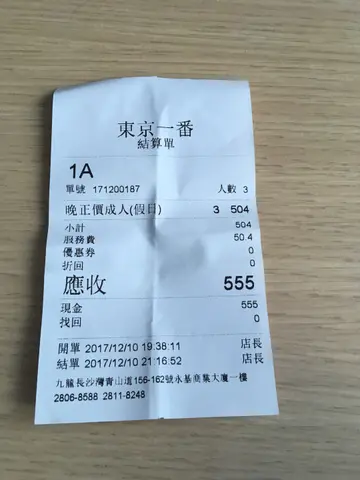 東京一番
結算單
1A
單號 171200187 人數 3
晚正價成人(假日) 3 504
小計 504
服務費 50.4
優惠券 0
折回 0
應收 555
現金 555
找回 0
開單 2017/12/10 19:38:11 店長
結單 2017/12/10 21:16:52 店長
九龍長沙灣青山道156-162號永基商業大廈一樓
2806-8588 2811-8248